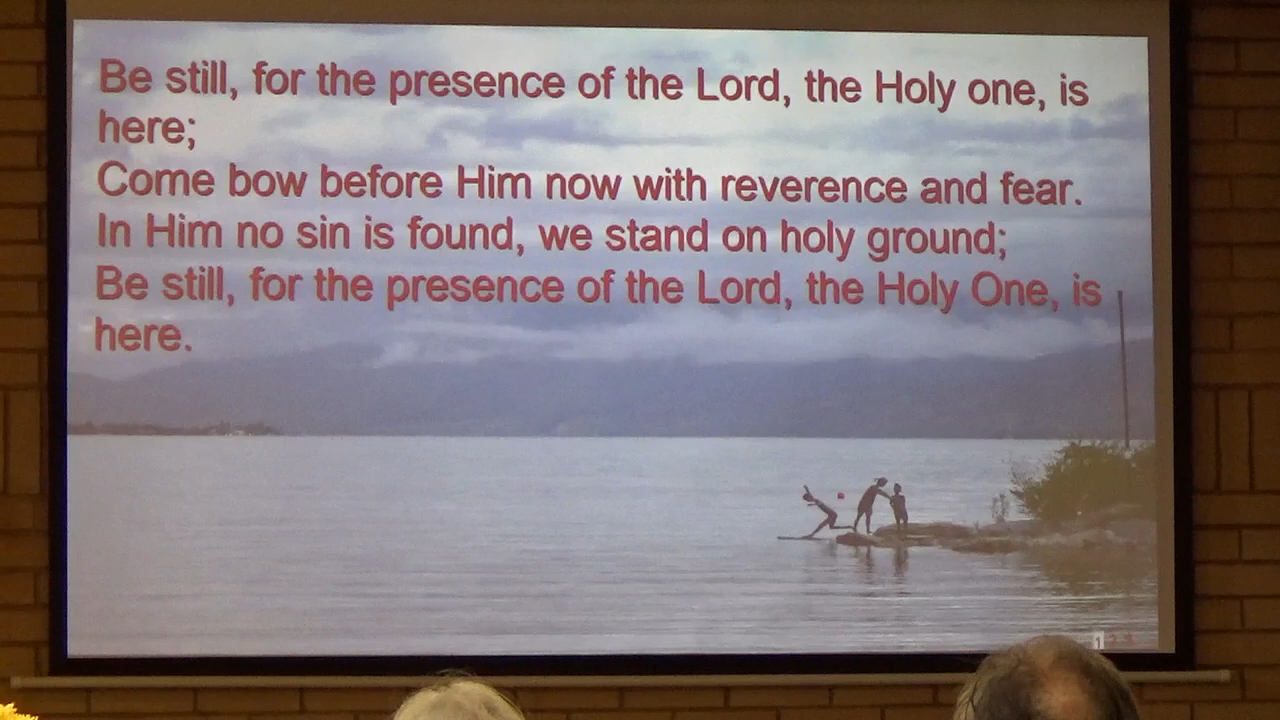 Be still, for the presence of the Lord, the Holy one, is
here;
Come bow before Him now with reverence and fear.
In Him no sin is found, we stand on holy ground;
Be still, for the presence of the Lord, the Holy One, is
here.
1